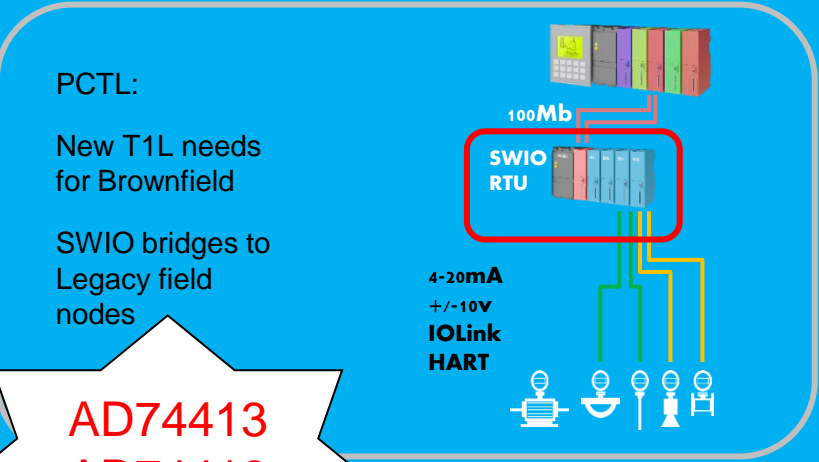 PCTL:
New T1L needs
for Brownfield
SWIO bridges to
Legacy field
nodes
AD74413
100Mb
SWIO
RTU
4-20mA
+/-10v
IOLink
HART